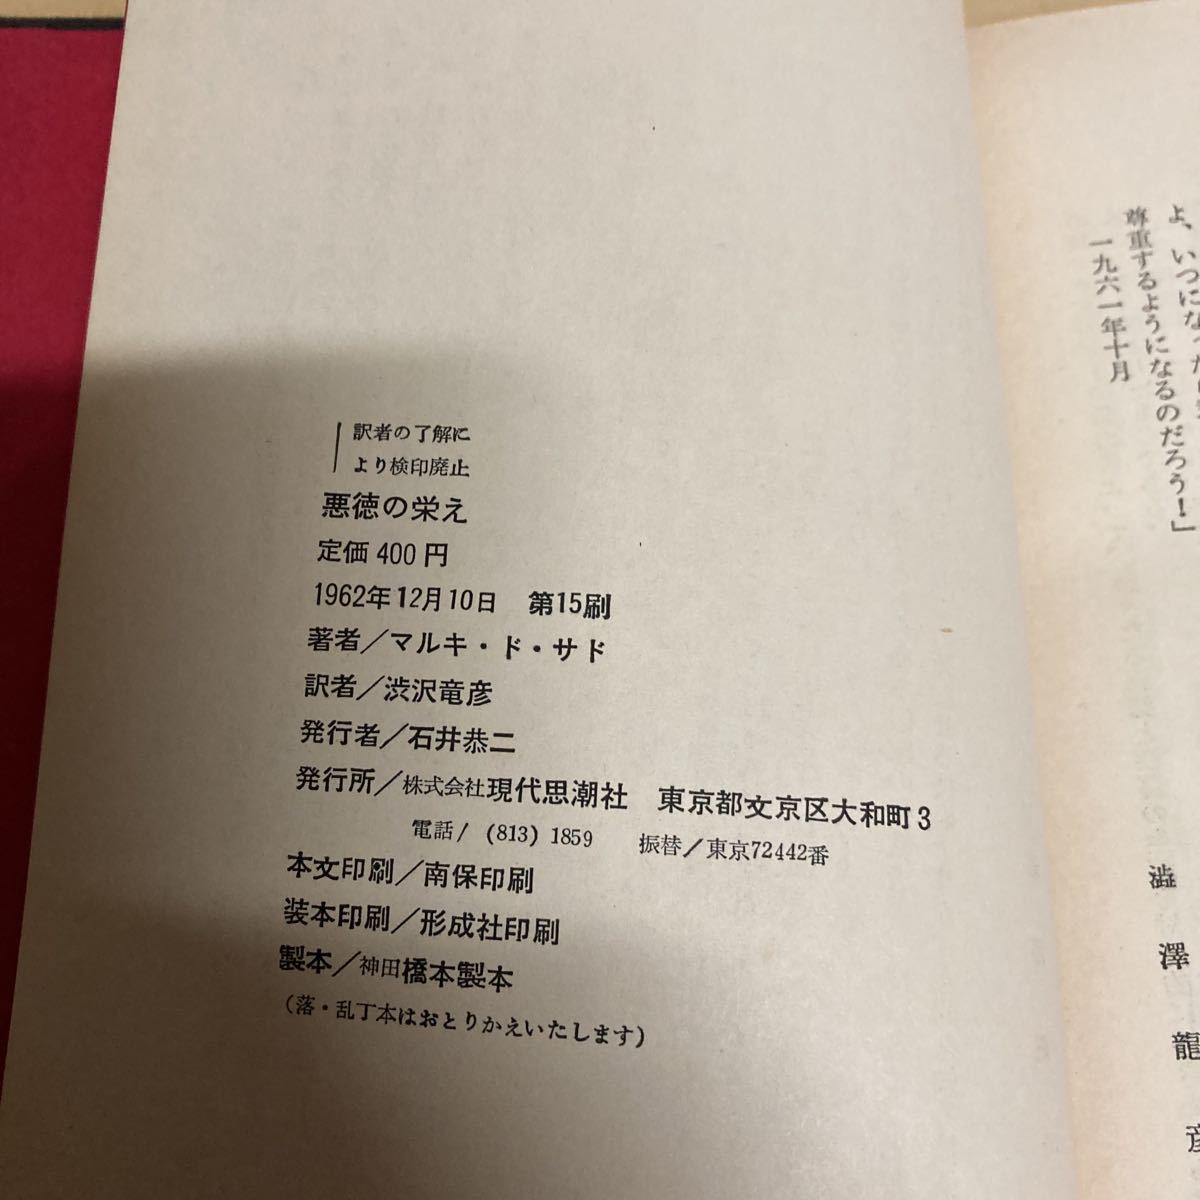 よ、いつになった
尊重するようになるのだろう！」
一九六一年十月
澁澤龍彦
訳者の了解に
より検印廃止
悪徳の栄え
定価 400 円
1962年12月10日　第15刷
著者／マルキ・ド・サド
訳者／渋沢竜彦
発行者／石井恭二
発行所／株式会社現代思潮社　東京都文京区大和町 3
電話/ (813) 1859　振替／東京72442番
本文印刷／南保印刷
装本印刷／形成社印刷
製本／神田橋本製本
(落・乱丁本はおとりかえいたします)